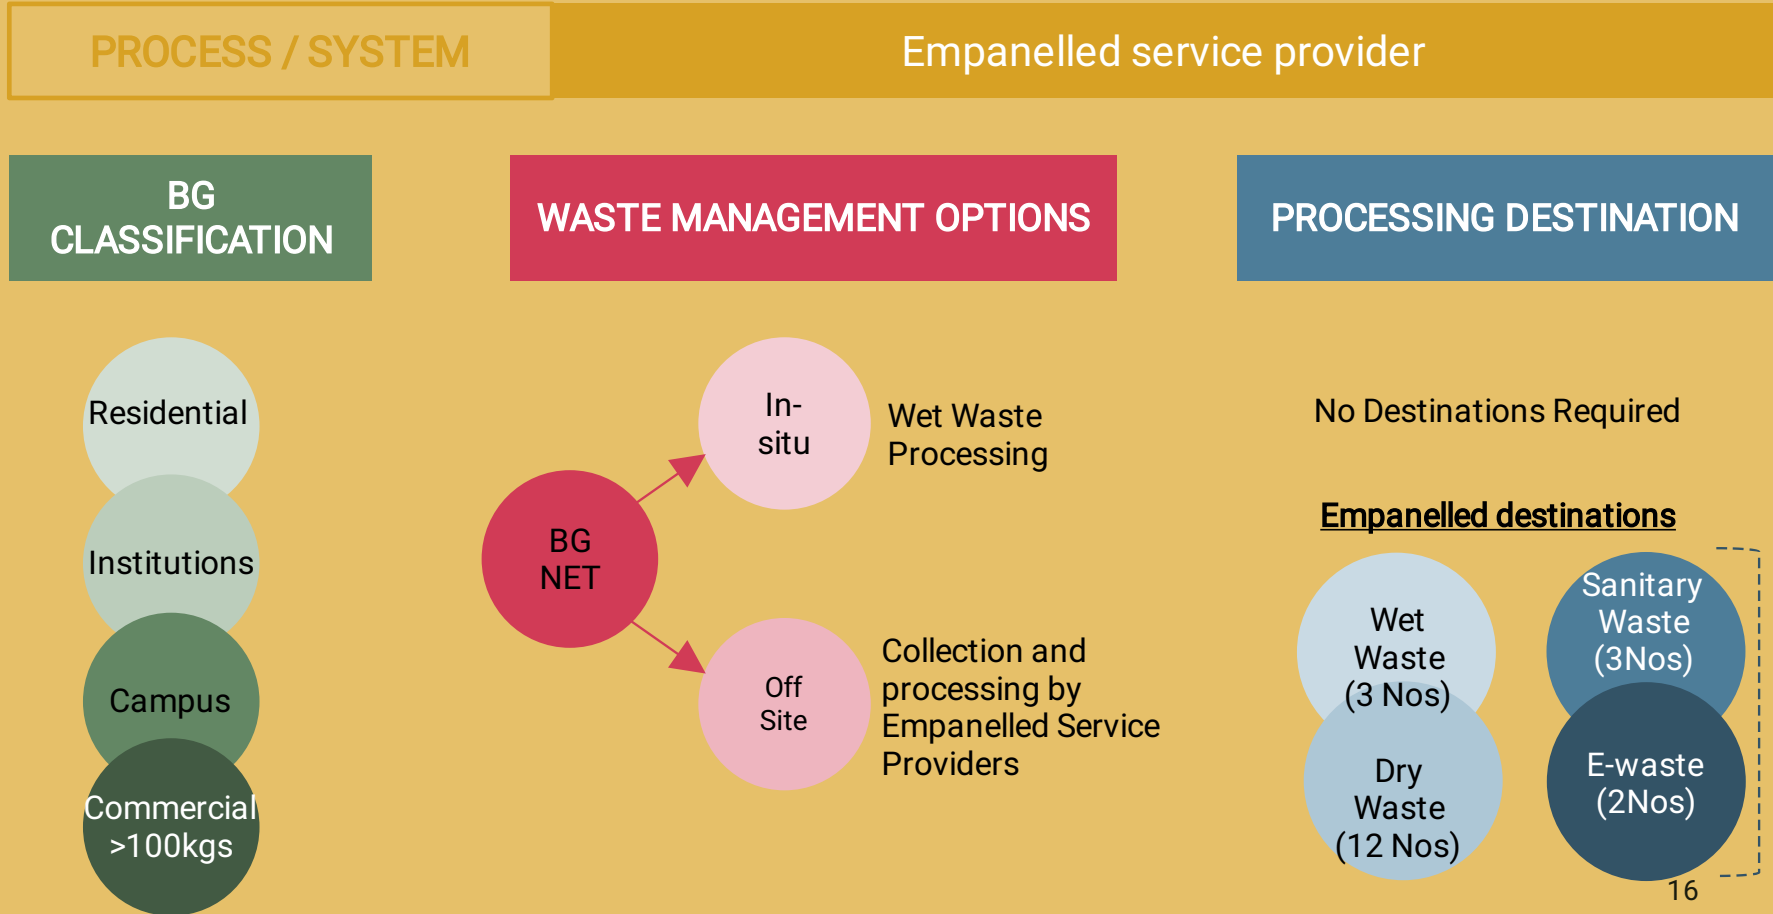 PROCESS / SYSTEM
Empanelled service provider
BG
CLASSIFICATION
WASTE MANAGEMENT OPTIONS
PROCESSING DESTINATION
Residential
Institutions
Campus
Commercial
>100kgs
BG
NET
In-
situ
Wet Waste
Processing
Off
Site
Collection and
processing by
Empanelled Service
Providers
No Destinations Required
Empanelled destinations
Wet
Waste
(3 Nos)
Dry
Waste
(12 Nos)
Sanitary
Waste
(3Nos)
E-waste
(2Nos)
16